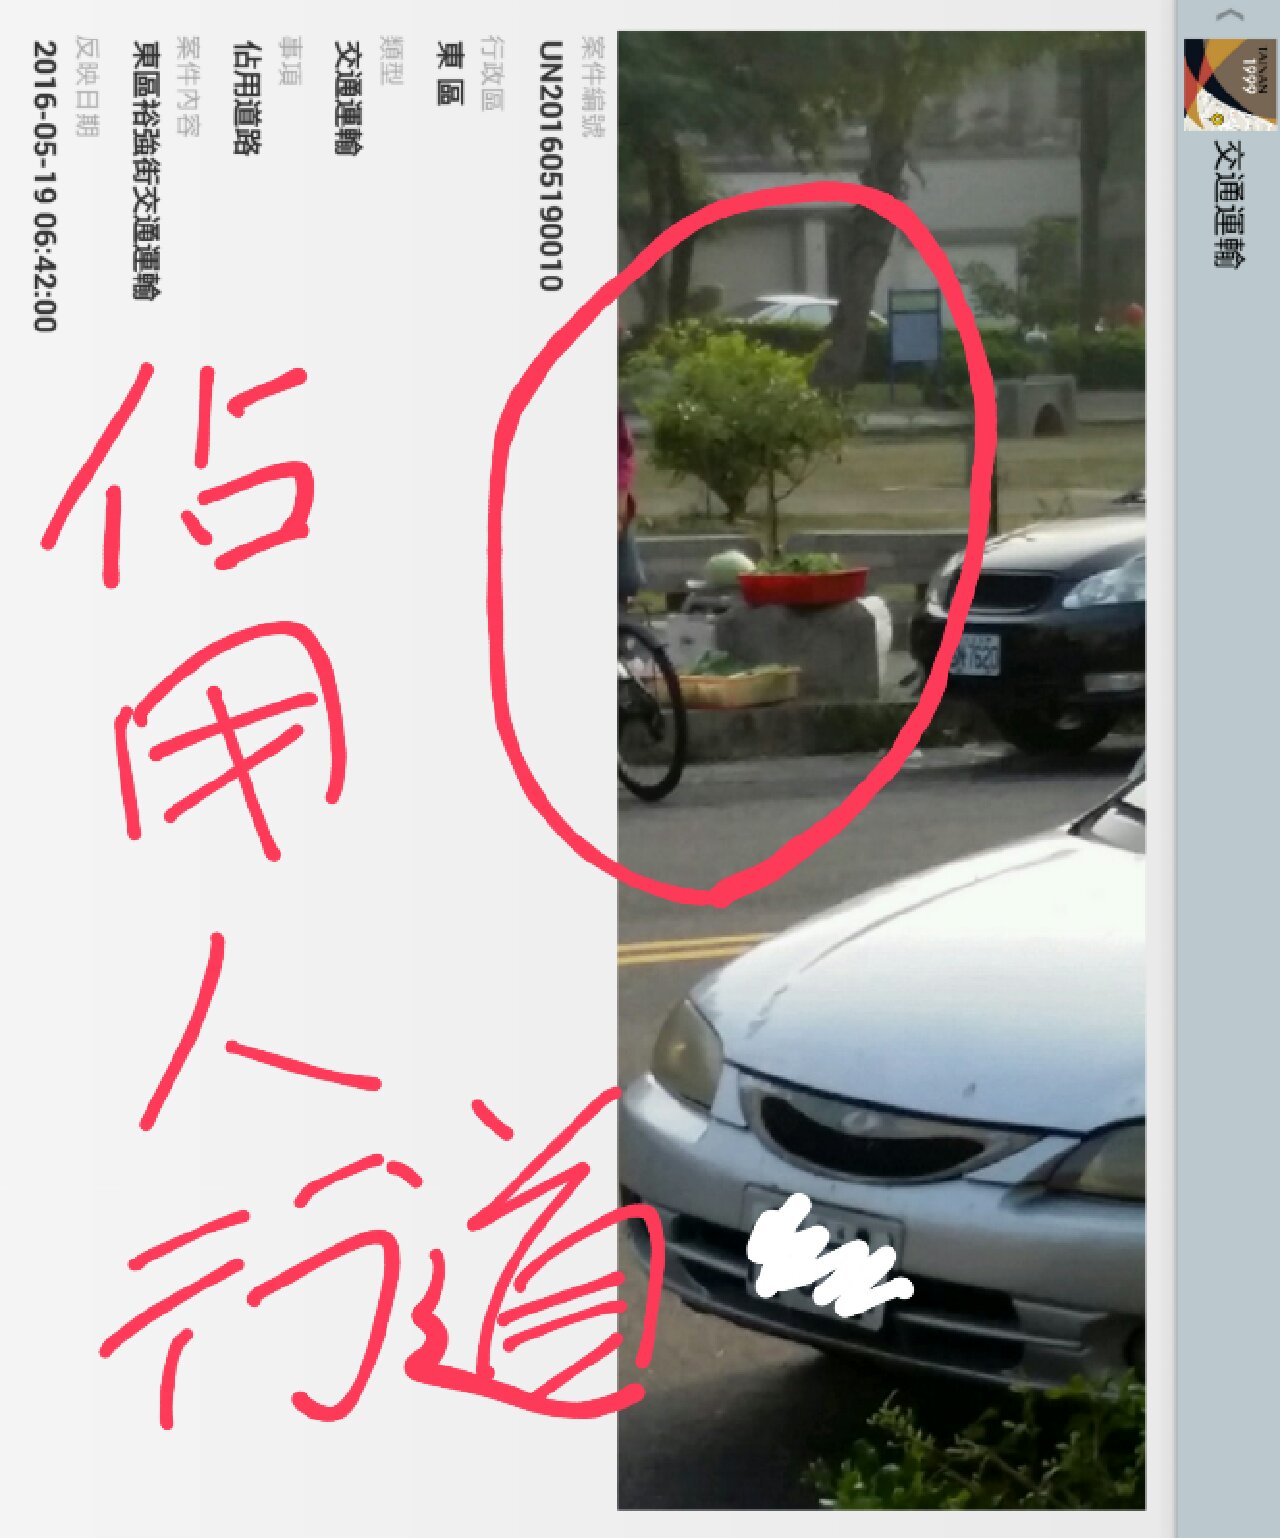 TAINAN
1999
交通運輸
案件編號
UN201605190010
行政區
東區
類型
交通運輸
事項
佔用道路
案件內容
東區裕強街交通運輸
反映日期
2016-05-19 06:42:00
佔用人行道